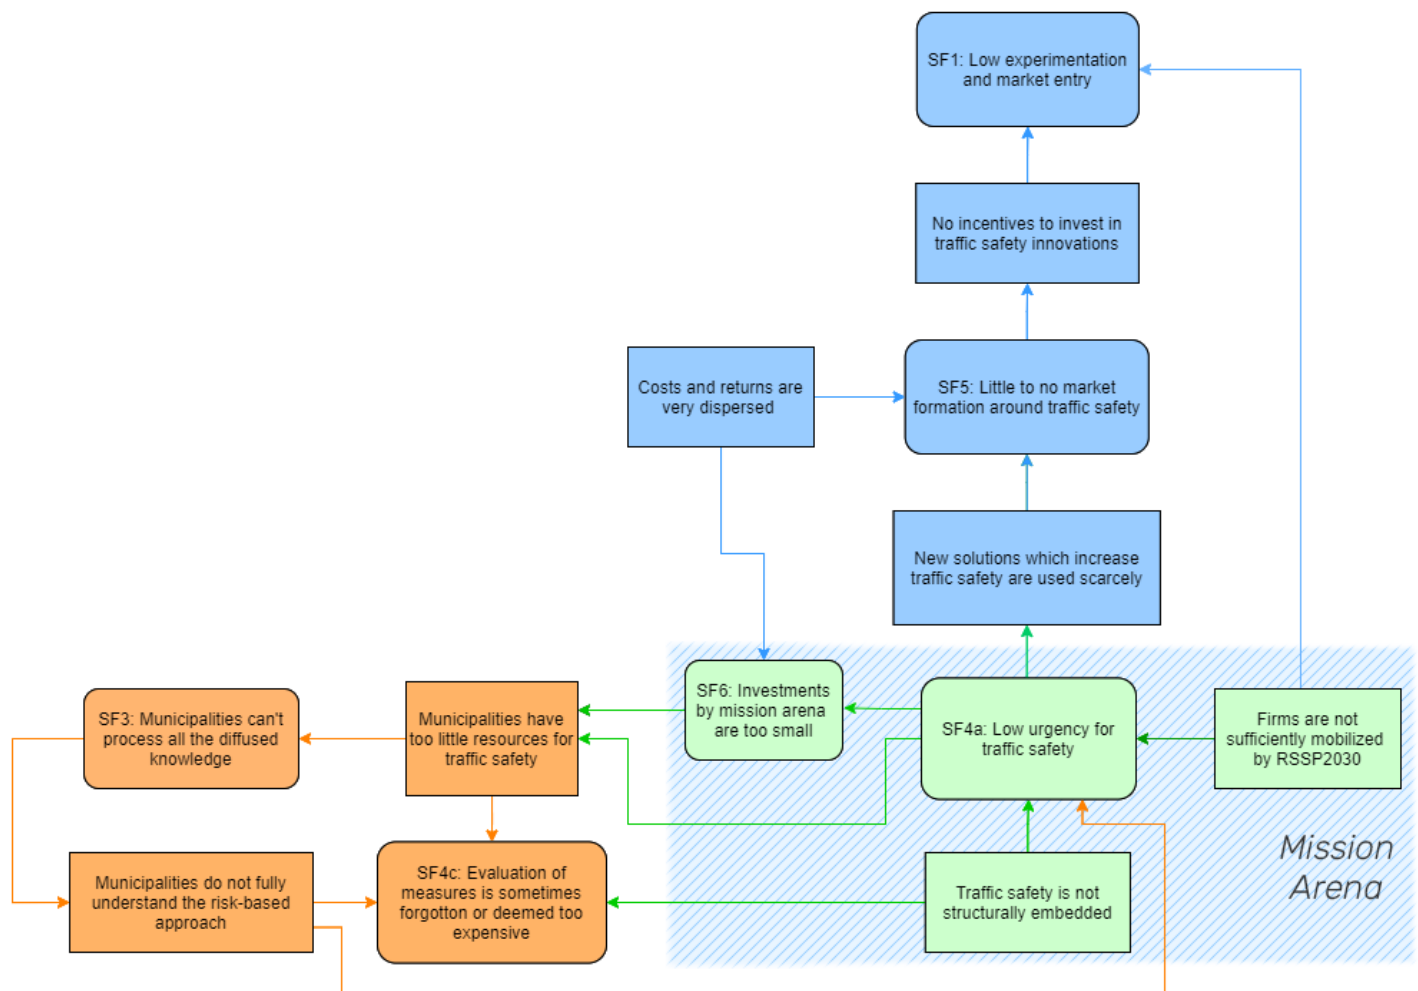 SF1: Low experimentation
and market entry
No incentives to invest in
traffic safety innovations
Costs and returns are
very dispersed
SF5: Little to no market
formation around traffic safety
New solutions which increase
traffic safety are used scarcely
SF3: Municipalities can't
process all the diffused
knowledge
Municipalities have
too little resources for
traffic safety
SF6: Investments
by mission arena
are too small
SF4a: Low urgency for
traffic safety
Firms are not
sufficiently mobilized
by RSSP2030
Mission
Arena
Municipalities do not fully
understand the risk-based
approach
SF4c: Evaluation of
measures is sometimes
forgotton or deemed too
expensive
Traffic safety is not
structurally embedded